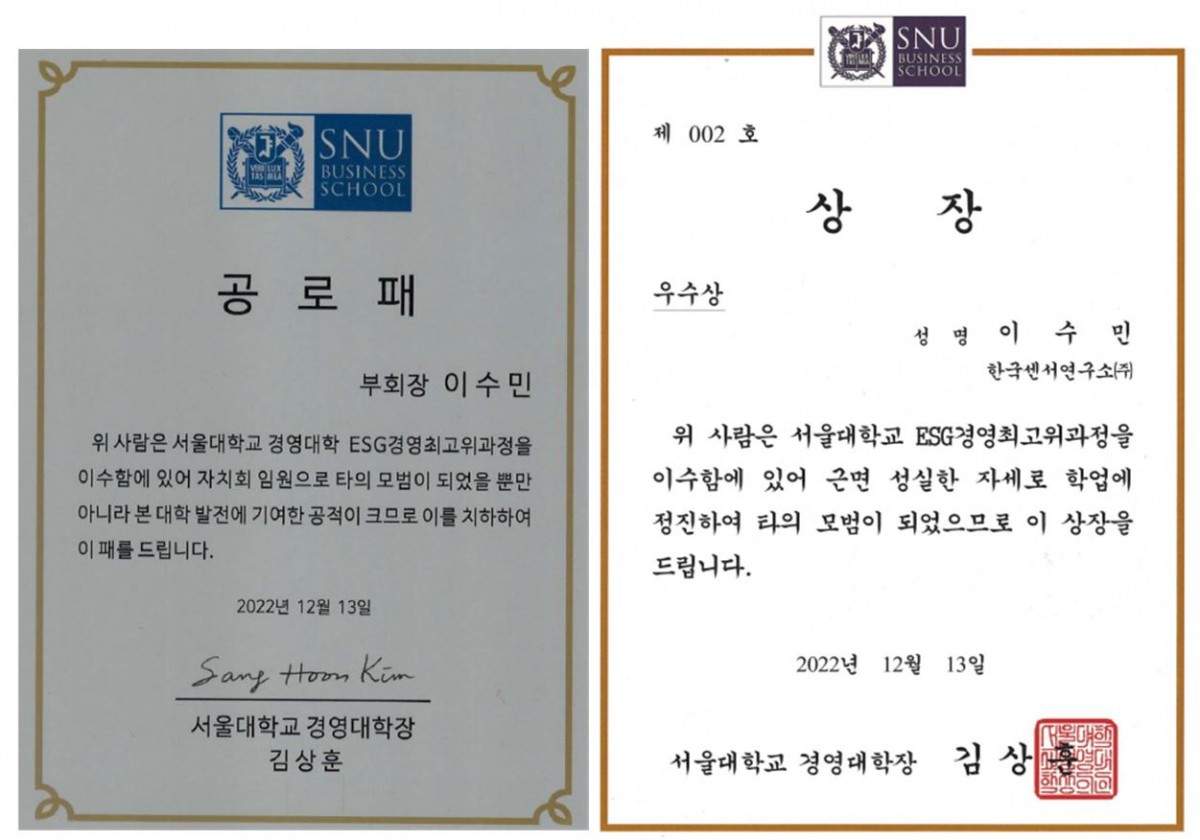 SNU
BUSINESS
SCHOOL
VERI LUX
TAS MEA
공 로 패
부회장 이수민
위 사람은 서울대학교 경영대학 ESG경영최고위과정을
이수함에 있어 자치회 임원으로 타의 모범이 되었을 뿐만
아니라 본 대학 발전에 기여한 공적이 크므로 이를 치하하여
이 패를 드립니다.
2022년 12월 13일
Sang Hoon Kim
서울대학교 경영대학장
김상훈
SNU
BUSINESS
SCHOOL
VERI LUX
TAS MEA
제 002 호
상 장
우수상
성 명 이 수 민
한국센서연구소㈜
위 사람은 서울대학교 ESG경영최고위과정을
이수함에 있어 근면 성실한 자세로 학업에
정진하여 타의 모범이 되었으므로 이 상장을
드립니다.
2022년 12월 13일
서울대학교 경영대학장 김 상 훈